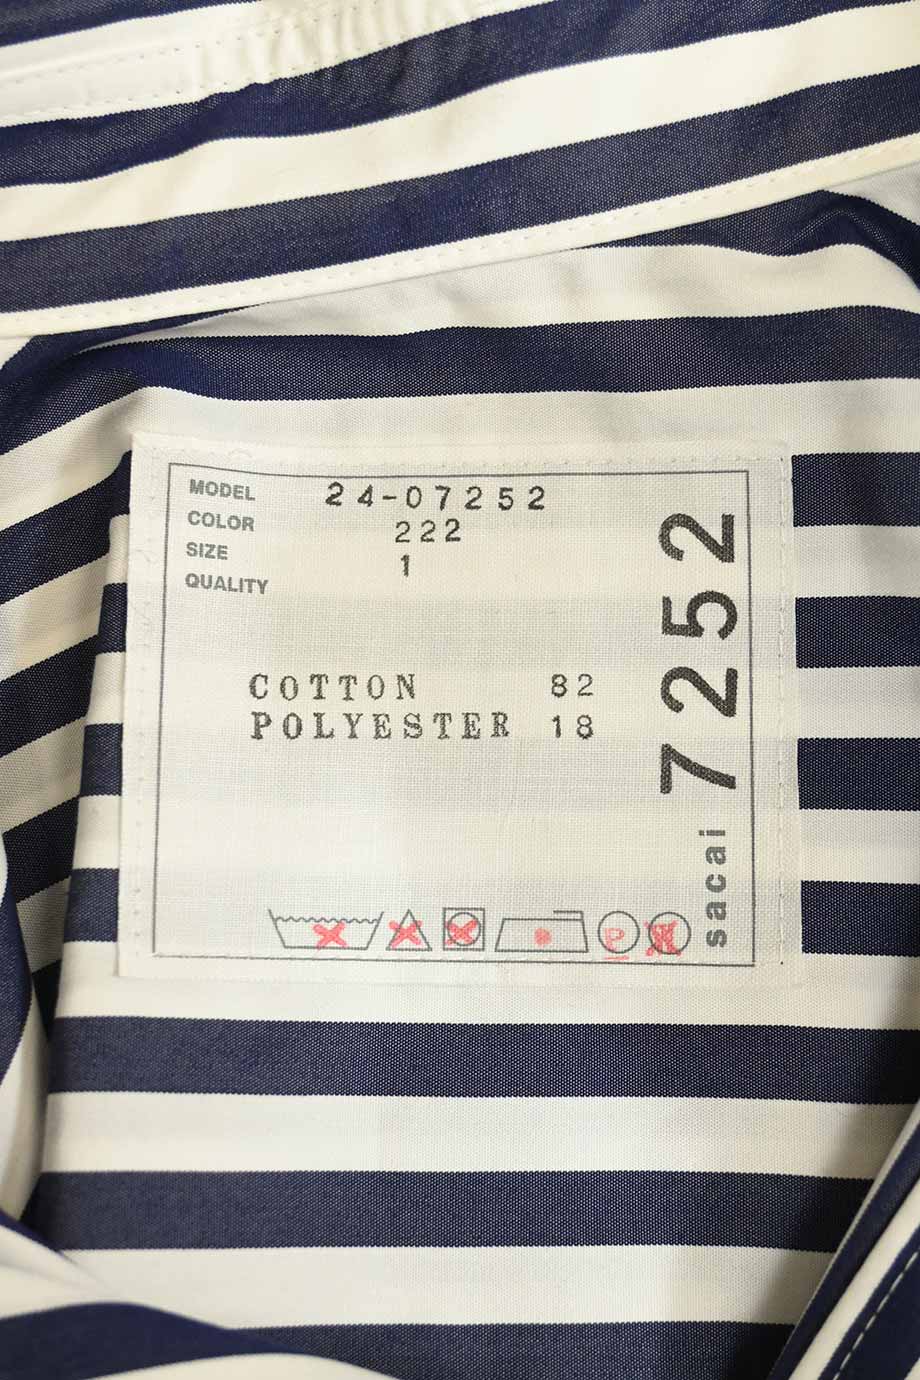 MODEL 24-07252
COLOR 222
SIZE 1
QUALITY
COTTON 82
POLYESTER 18
sacai 7252
P
W